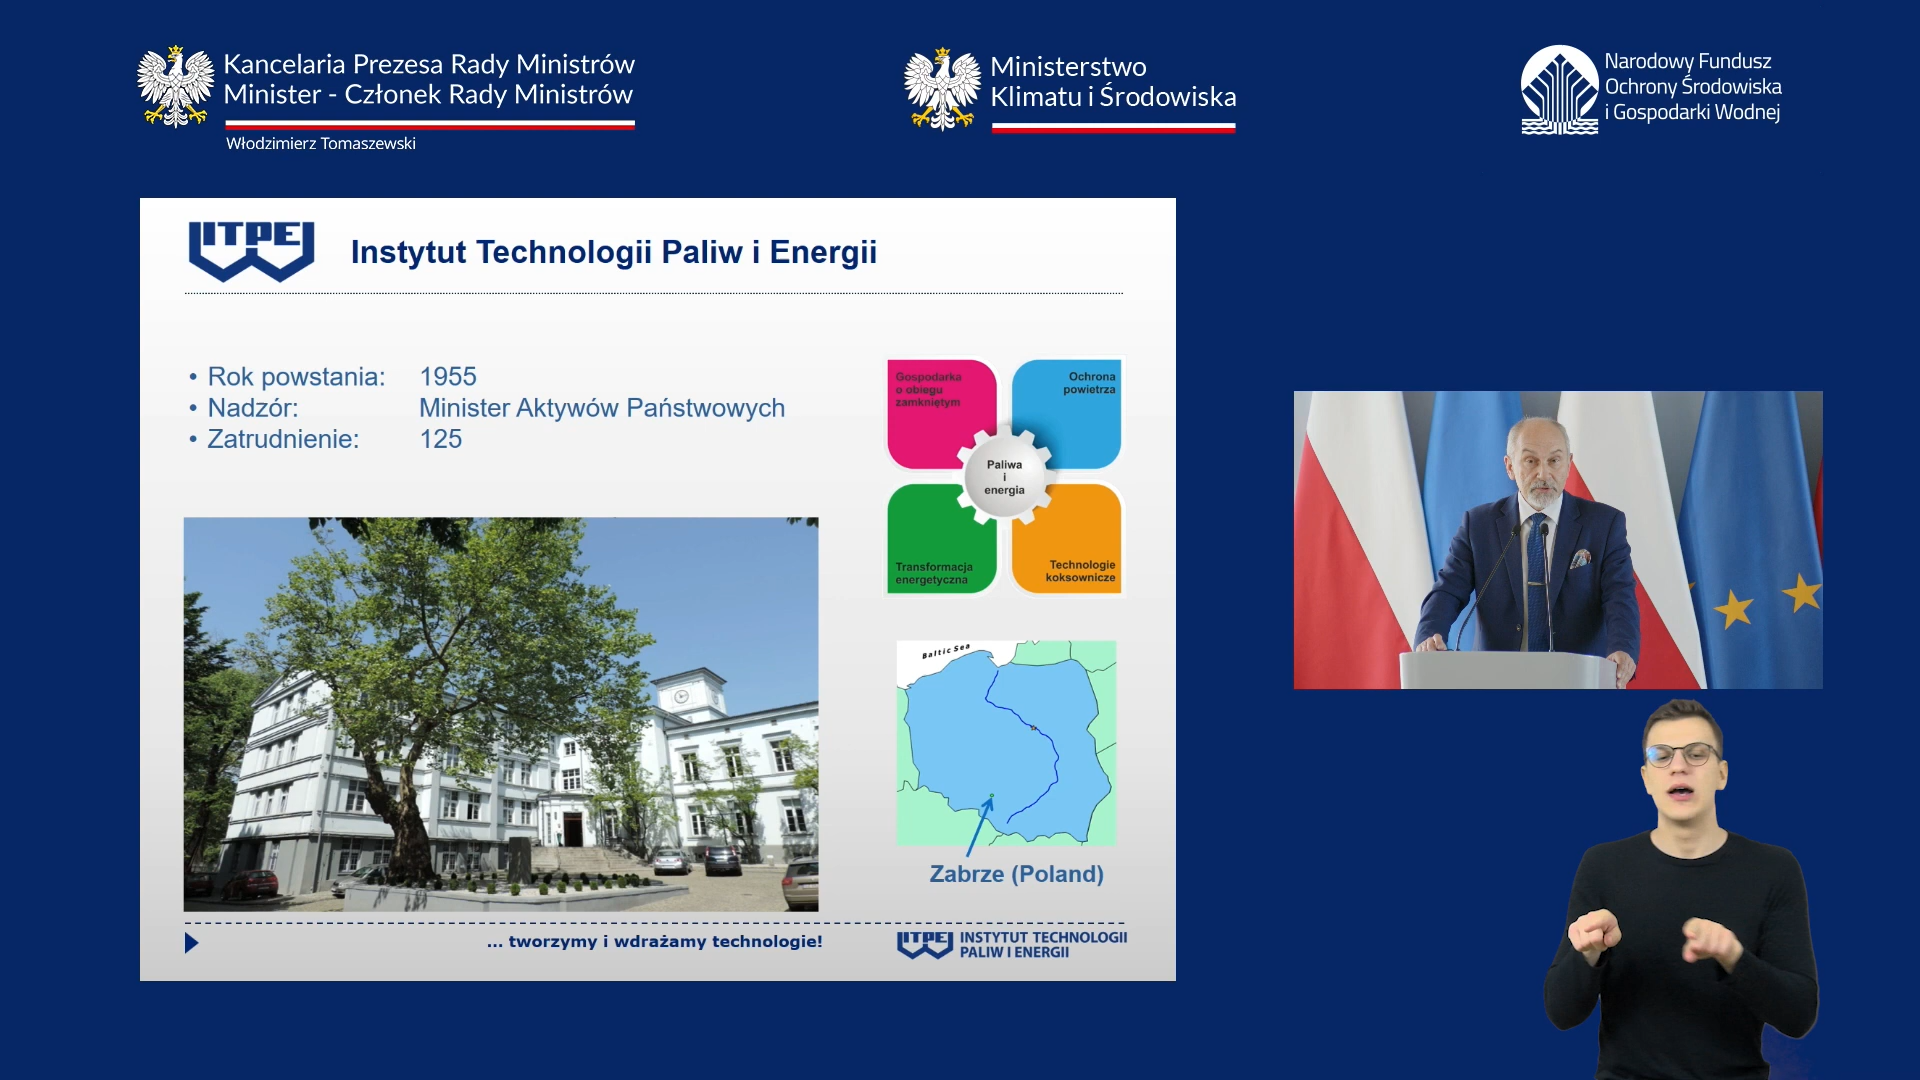 Kancelaria Prezesa Rady Ministrów
Minister - Członek Rady Ministrów
Włodzimierz Tomaszewski
Ministerstwo
Klimatu i Środowiska
Narodowy Fundusz
Ochrony Środowiska
i Gospodarki Wodnej
ITPE
Instytut Technologii Paliw i Energii
• Rok powstania: 1955
• Nadzór: Minister Aktywów Państwowych
• Zatrudnienie: 125
Gospodarka
o obiegu
zamkniętym
Ochrona
powietrza
Paliwa
i
energia
Transformacja
energetyczna
Technologie
koksownicze
Baltic Sea
Zabrze (Poland)
... tworzymy i wdrażamy technologie!
ITPE
INSTYTUT TECHNOLOGII
PALIW I ENERGII